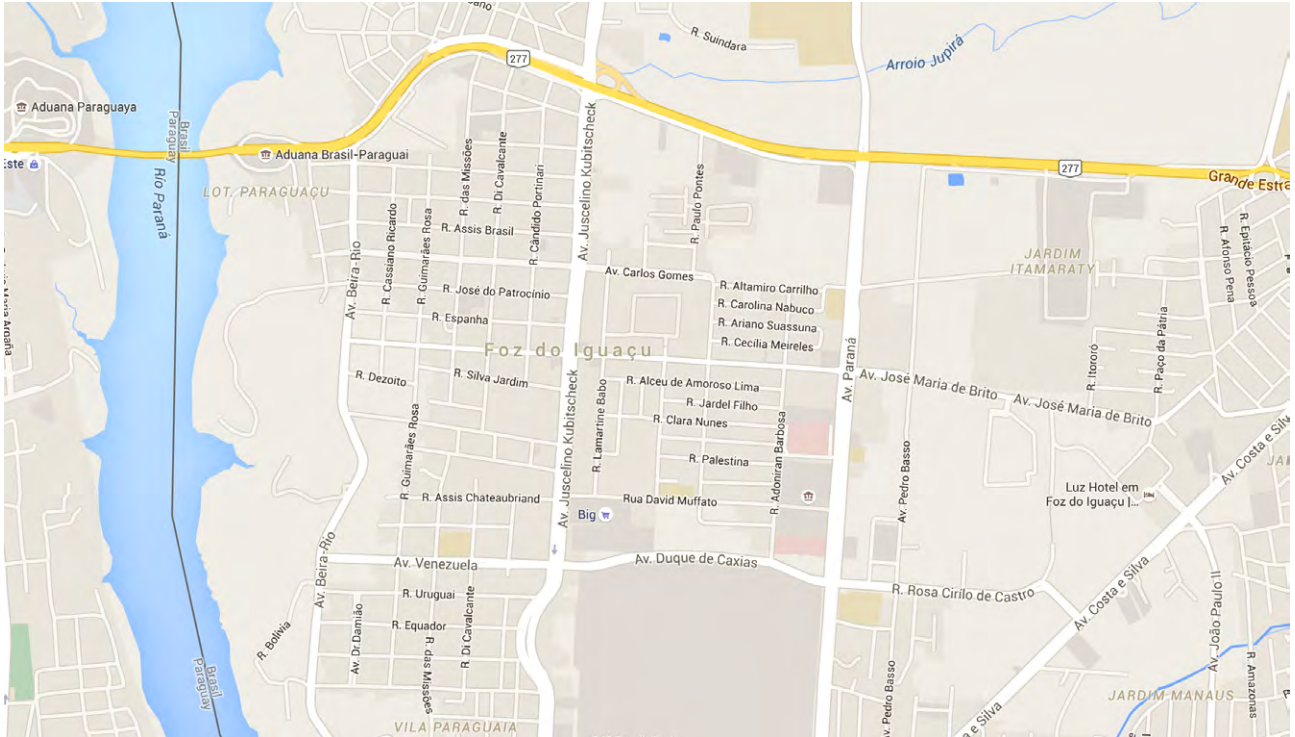 R. Suindara
277
Arroio Jupirá
Aduana Paraguaya
Brasil
Paraguay
Este
Aduana Brasil-Paraguai
277
Grande Estra
LOT. PARAGUAÇU
Río Paraná
R. das Missões
R. Di Cavalcante
R. Cândido Portinari
Av. Juscelino Kubitscheck
R. Paulo Pontes
R. Cassiano Ricardo
R. Guimarães Rosa
R. Assis Brasil
R. Epitácio Pessoa
R. Afonso Pena
Av. Beira-Rio
Av. Carlos Gomes
JARDIM
ITAMARATY
R. José do Patrocínio
R. Altamiro Carrilho
R. Carolina Nabuco
R. Espanha
R. Ariano Suassuna
R. Cecília Meireles
Foz do Iguaçu
Av. Paraná
R. Itororó
R. Paço da Pátria
R. Dezoito
R. Silva Jardim
R. Alceu de Amoroso Lima
Av. José Maria de Brito
Av. José Maria de Brito
R. Jardel Filho
R. Lamartine Babo
R. Clara Nunes
R. Guimarães Rosa
Av. Juscelino Kubitscheck
R. Palestina
R. Adoniran Barbosa
Av. Pedro Basso
Av. Costa e Silv
R. Assis Chateaubriand
Rua David Muffato
Big
Luz Hotel em
Foz do Iguaçu |...
Av. Venezuela
Av. Duque de Caxias
Av. Beira-Rio
R. Uruguai
R. Rosa Cirilo de Castro
Av. Costa e Silva
R. Bolívia
Av. Dr. Damião
R. Equador
R. das Missões
R. Di Cavalcante
Av. João Paulo II
R. Amazonas
Brasil
Paraguay
Av. Pedro Basso
JARDIM MANAUS
VILA PARAGUAIA
a e Silva